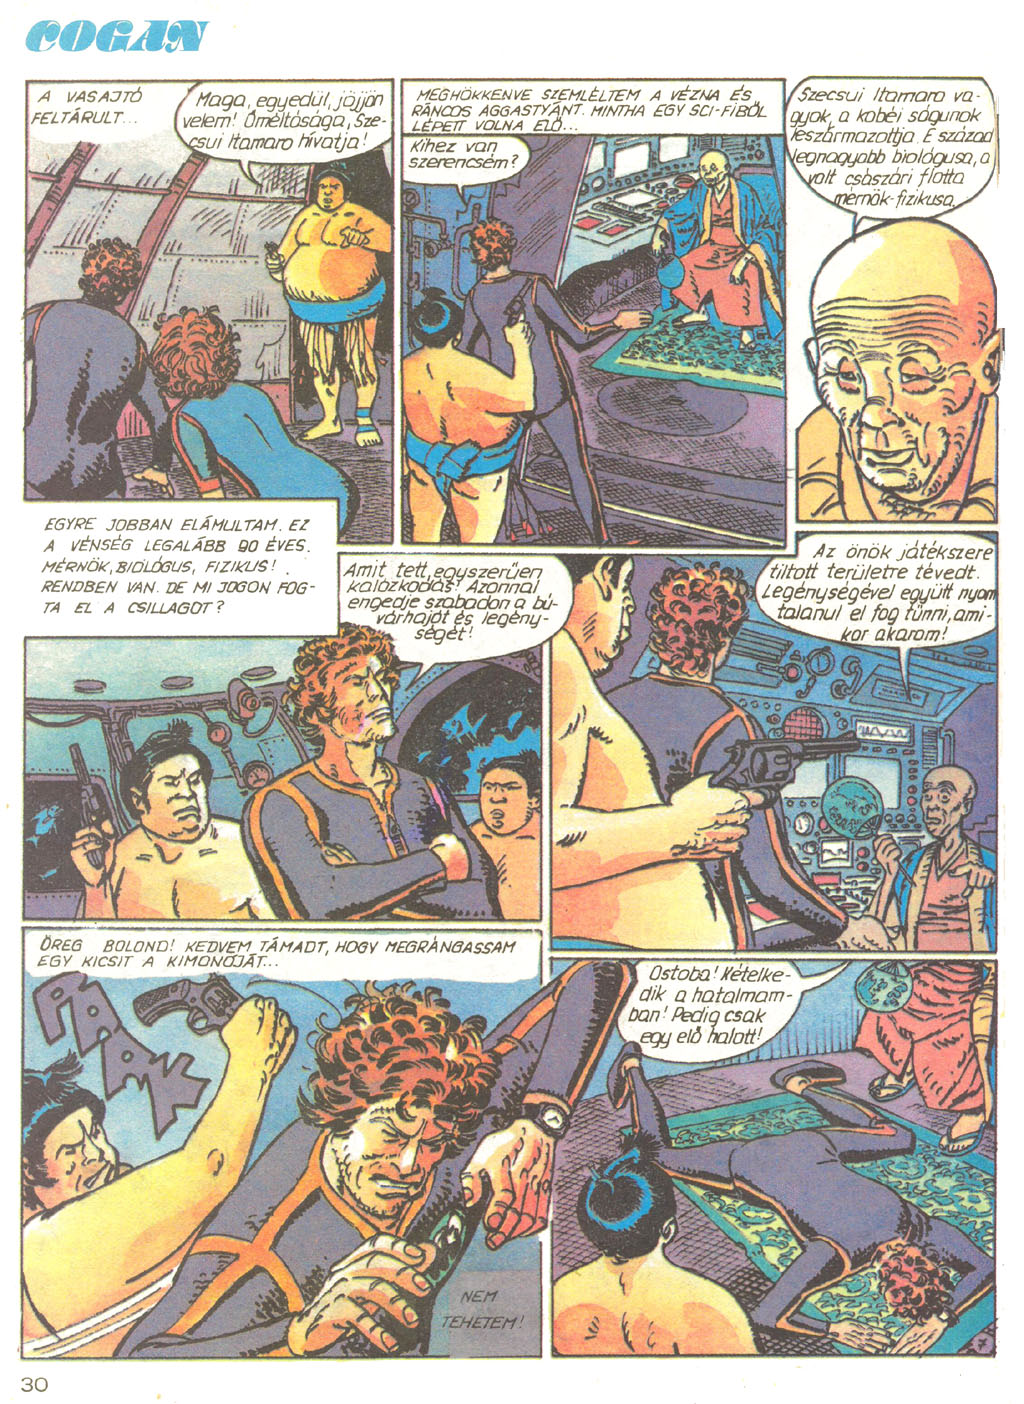 COGAN
A VASAJTÓ
FELTÁRULT...
Maga, egyedül, jöjjön
velem! Őméltósága, Sze-
csui Itamaro hívatja!
MEGHÖKKENVE SZEMLÉLTEM A VÉZNA ÉS
RÁNCOS AGGASTYÁNT. MINTHA EGY SCI-FIBŐL
LÉPETT VOLNA ELŐ...
Kihez van
szerencsém?
Szecsui Itamaro va-
gyok, a kobéi ságunok
leszármazottja. E század
legnagyobb biológusa, a
volt császári flotta
mérnök-fizikusa.
EGYRE JOBBAN ELÁMULTAM. EZ
A VÉNSÉG LEGALÁBB 90 ÉVES.
MÉRNÖK, BIOLÓGUS, FIZIKUS!
RENDBEN VAN. DE MI JOGON FOG-
TA EL A CSILLAGOT?
Amit tett, egyszerűen
kalózkodás! Azonnal
engedje szabadon a bú-
várhajót és legény-
ségét!
Az önök játékszere
tiltott területre tévedt.
Legénységével együtt nyom
talanul el fog tűnni, ami-
kor akarom!
ÖREG BOLOND! KEDVEM TÁMADT, HOGY MEGRÁNGASSAM
EGY KICSIT A KIMONÓJÁT...
NEM
TEHETEM!
Ostoba! Kételke-
dik a hatalmam-
ban! Pedig csak
egy élő halott!
7
30